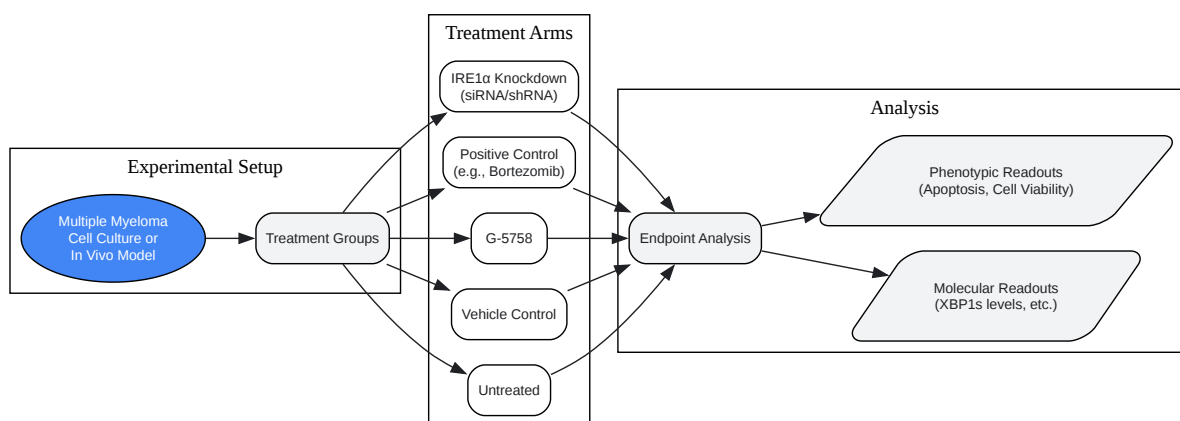 Experimental Setup
Multiple Myeloma
Cell Culture or
In Vivo Model
Treatment Groups
Treatment Arms
IRE1α Knockdown
(siRNA/shRNA)
Positive Control
(e.g., Bortezomib)
G-5758
Vehicle Control
Untreated
Analysis
Endpoint Analysis
Phenotypic Readouts
(Apoptosis, Cell Viability)
Molecular Readouts
(XBP1s levels, etc.)